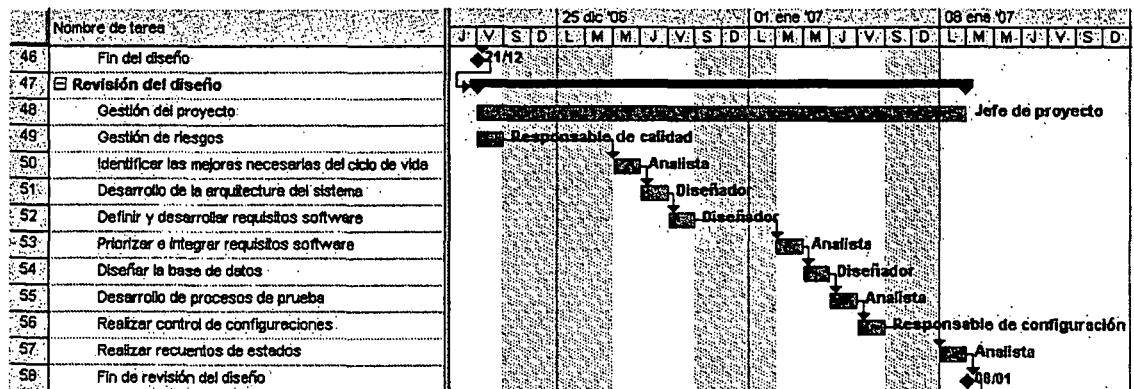 Nombre de tarea
25 dic '06 01 ene '07 08 ene '07
J V S D L M M J V S D L M M J V S D L M M J V S D
46 Fin del diseño 21/12
47 Revisión del diseño
48 Gestión del proyecto Jefe de proyecto
49 Gestión de riesgos Responsable de calidad
50 Identificar las mejoras necesarias del ciclo de vida Analista
51 Desarrollo de la arquitectura del sistema Diseñador
52 Definir y desarrollar requisitos software Diseñador
53 Priorizar e integrar requisitos software Analista
54 Diseñar la base de datos Diseñador
55 Desarrollo de procesos de prueba Analista
56 Realizar control de configuraciones Responsable de configuración
57 Realizar recuentos de estados Analista
58 Fin de revisión del diseño 08/01